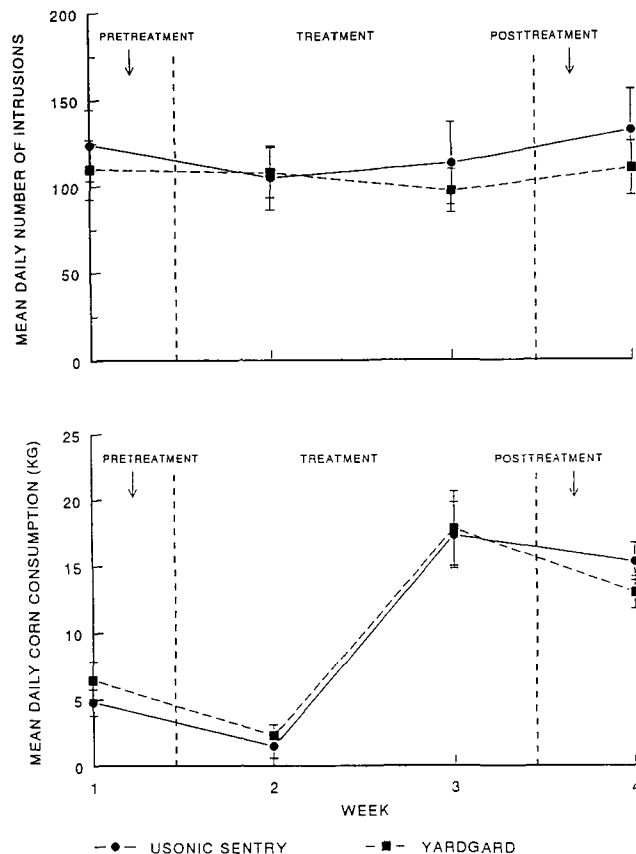 MEAN DAILY NUMBER OF INTRUSIONS
200
150
100
50
0
PRETREATMENT
TREATMENT
POSTTREATMENT
MEAN DAILY CORN CONSUMPTION (KG)
25
20
15
10
5
0
PRETREATMENT
TREATMENT
POSTTREATMENT
1
2
3
4
WEEK
USONIC SENTRY
YARDGARD